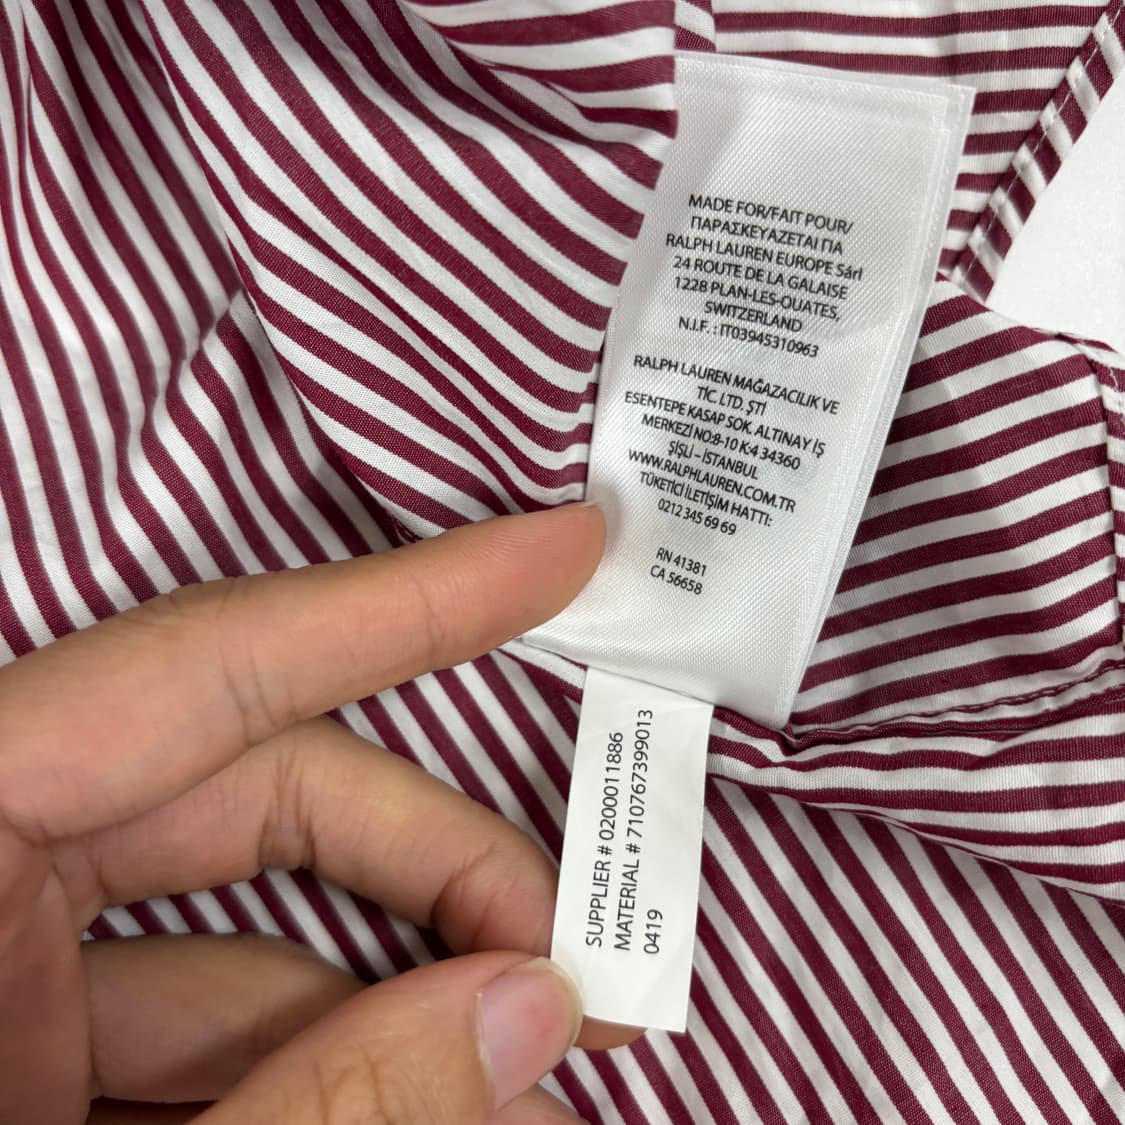 MADE FOR/FAIT POUR/
ΠΑΡΑΣΚΕΥΑΖΕΤΑΙ ΓΙΑ
RALPH LAUREN EUROPE Sárl
24 ROUTE DE LA GALAISE
1228 PLAN-LES-OUATES,
SWITZERLAND
N.I.F. : IT03945310963
RALPH LAUREN MAĞAZACILIK VE
TİC. LTD. ŞTİ
ESENTEPE KASAP SOK. ALTINAY İŞ
MERKEZİ NO:8-10 K:4 34360
ŞİŞLİ – İSTANBUL
WWW.RALPHLAUREN.COM.TR
TÜKETİCİ İLETİŞİM HATTI:
0212 345 69 69
RN 41381
CA 56658
SUPPLIER # 0200011886
MATERIAL # 710767399013
0419